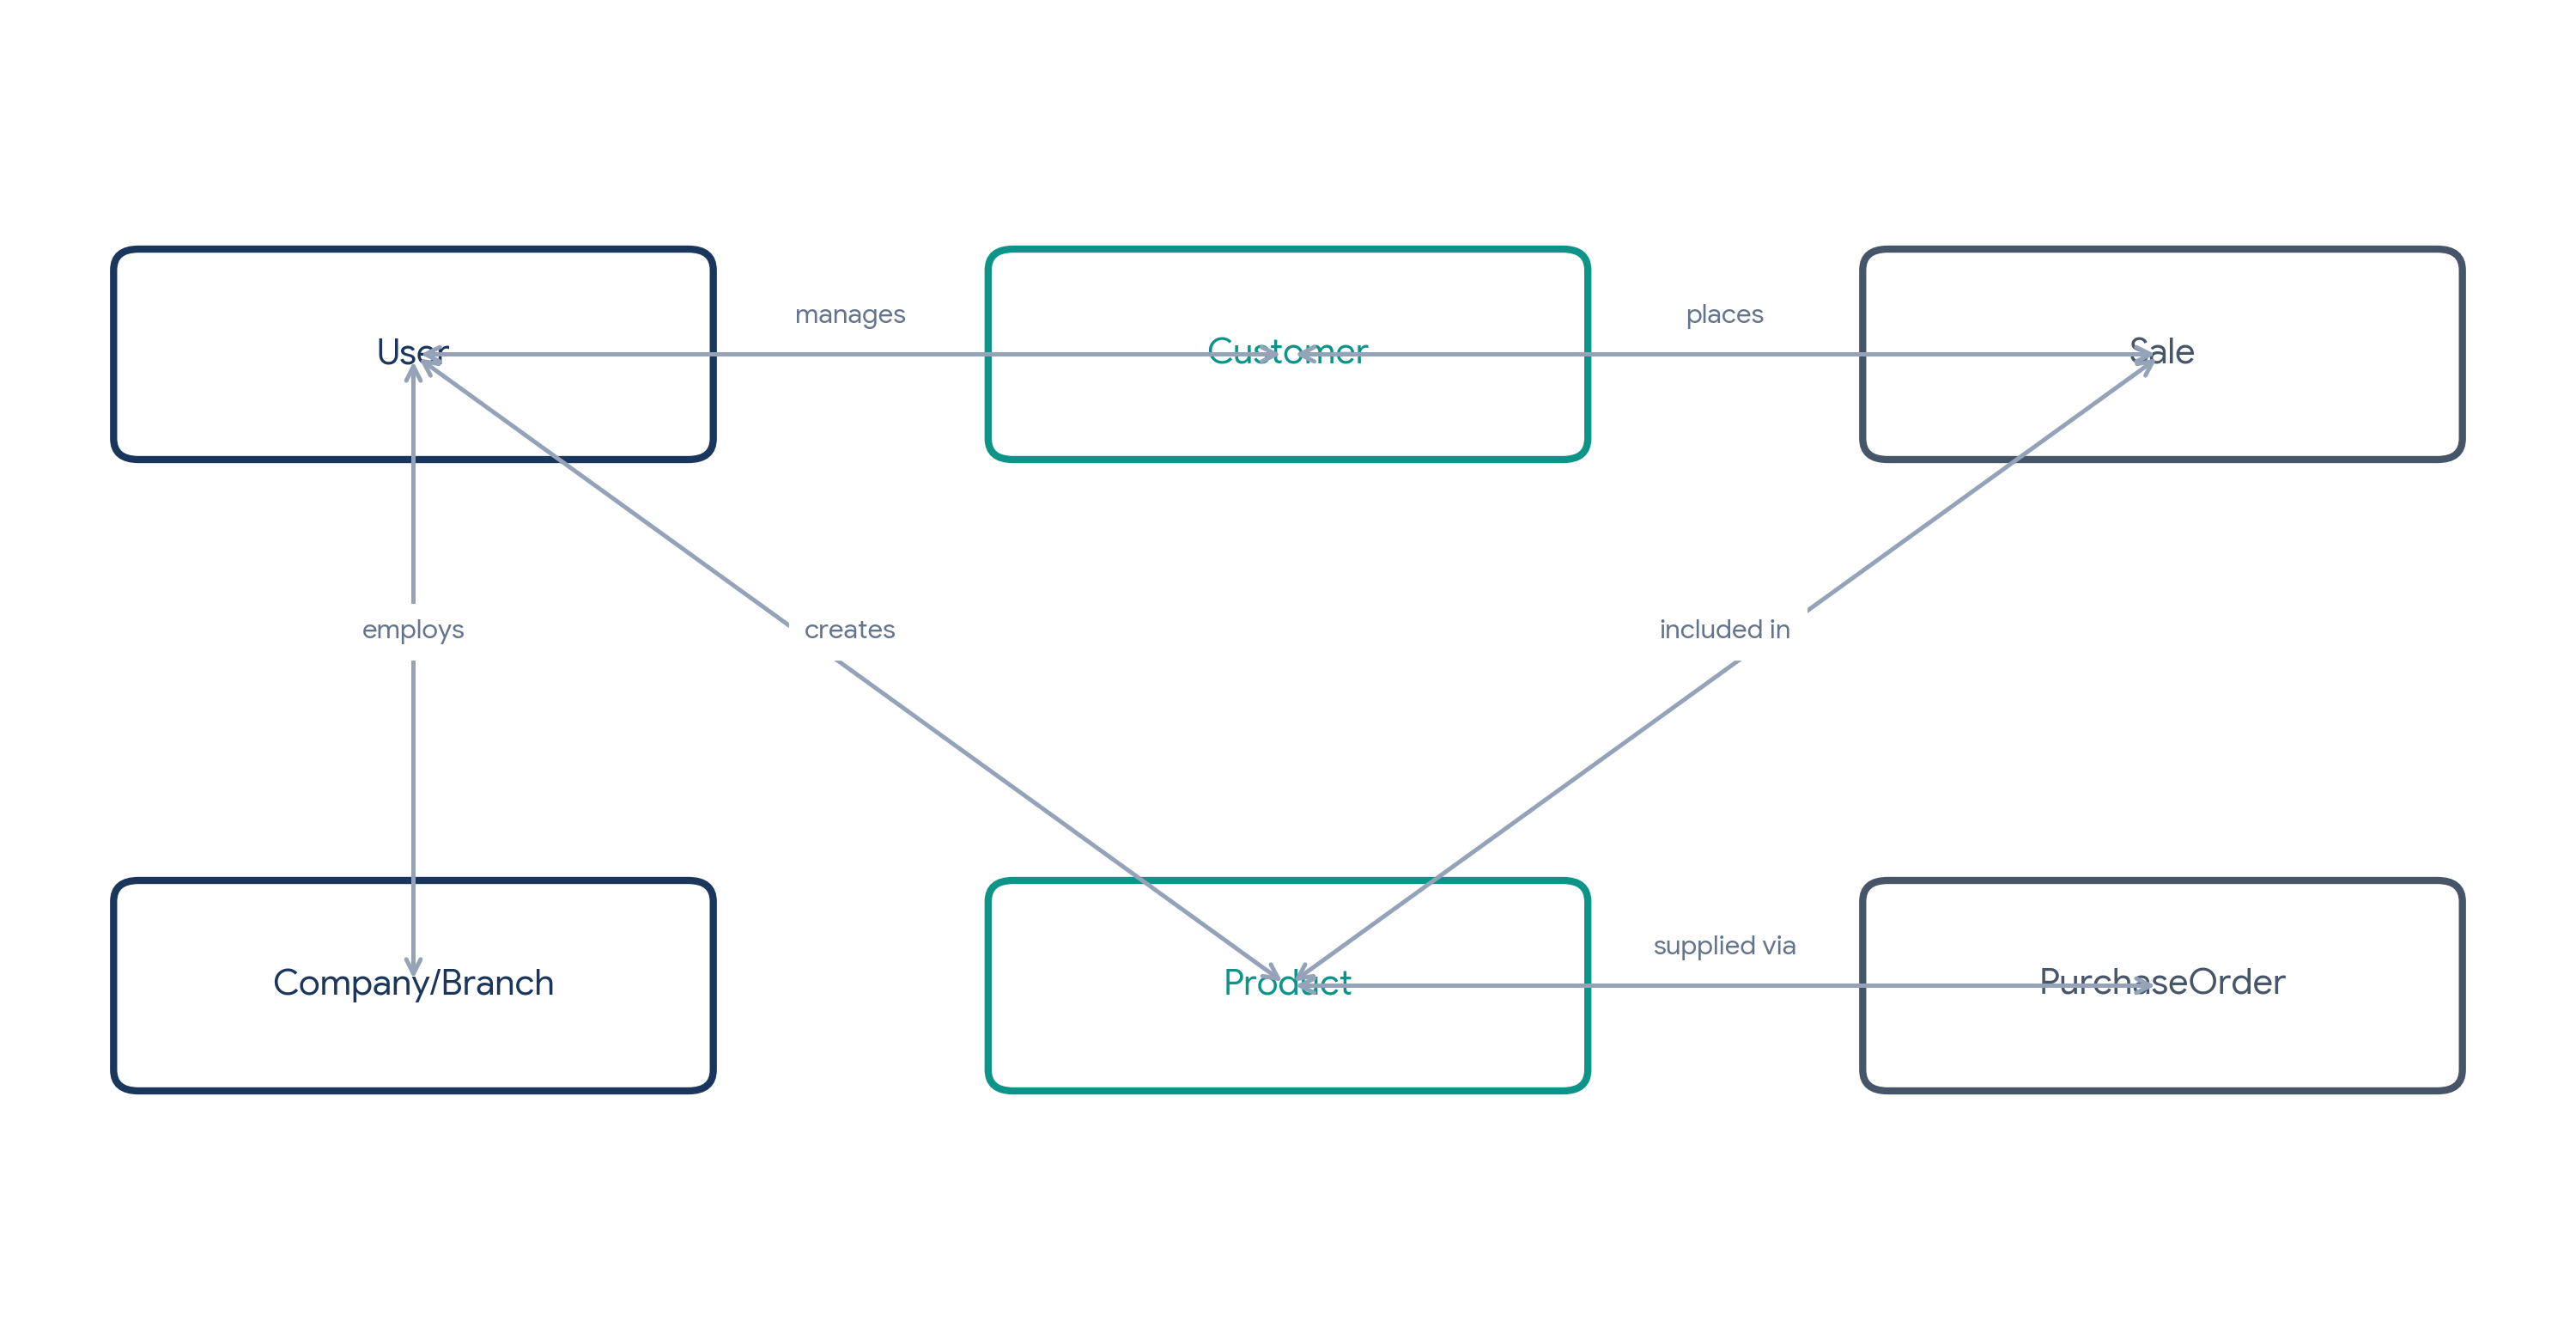 manages
places
User
Customer
Sale
employs
creates
included in
supplied via
Company/Branch
Product
PurchaseOrder